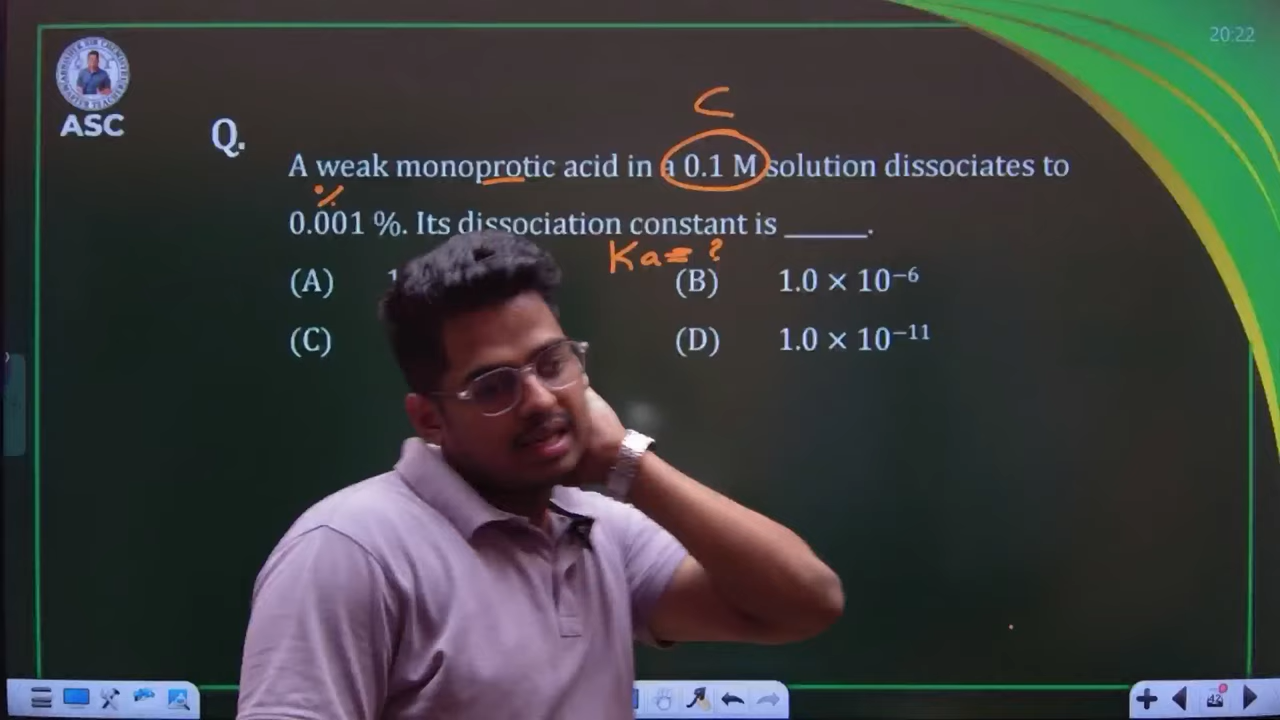 20:22
ASC
C
Q.
A weak monoprotic acid in a 0.1 M solution dissociates to
%
0.001 %. Its dissociation constant is ______.
Ka = ?
(A)
(B) 1.0 × 10⁻⁶
(C)
(D) 1.0 × 10⁻¹¹
42